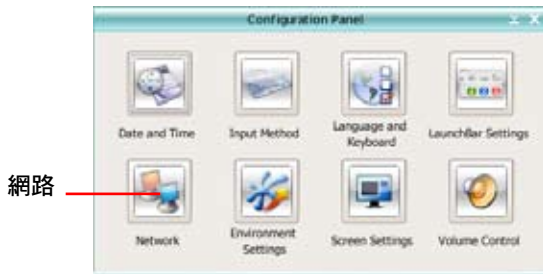 Configuration Panel
Date and Time
Input Method
Language and
Keyboard
LaunchBar Settings
網路
Network
Environment
Settings
Screen Settings
Volume Control